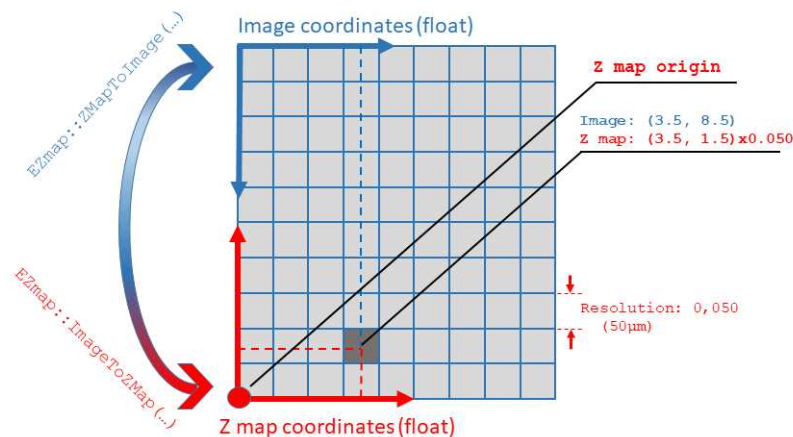 Image coordinates (float)
EZmap::ZMapToImage(…)
Z map origin
Image: (3.5, 8.5)
Z map: (3.5, 1.5)x0.050
Resolution: 0,050
(50µm)
EZmap::ImageToZMap(…)
Z map coordinates (float)